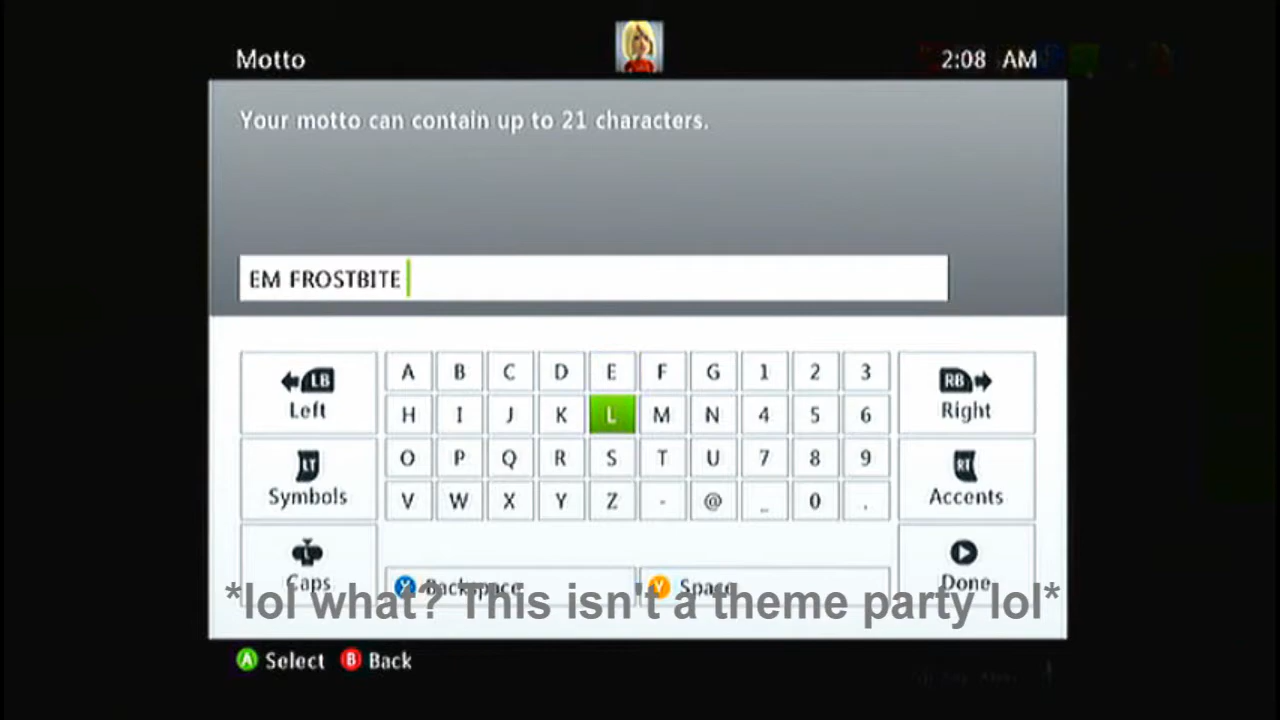 Motto 2:08 AM
Your motto can contain up to 21 characters.
EM FROSTBITE
LB A B C D E F G 1 2 3 RB
Left H I J K L M N 4 5 6 Right
LT O P Q R S T U 7 8 9 RT
Symbols V W X Y Z - @ _ 0 . Accents
L
Caps Y Backspace Y Space Done
*lol what? This isn't a theme party lol*
A Select B Back